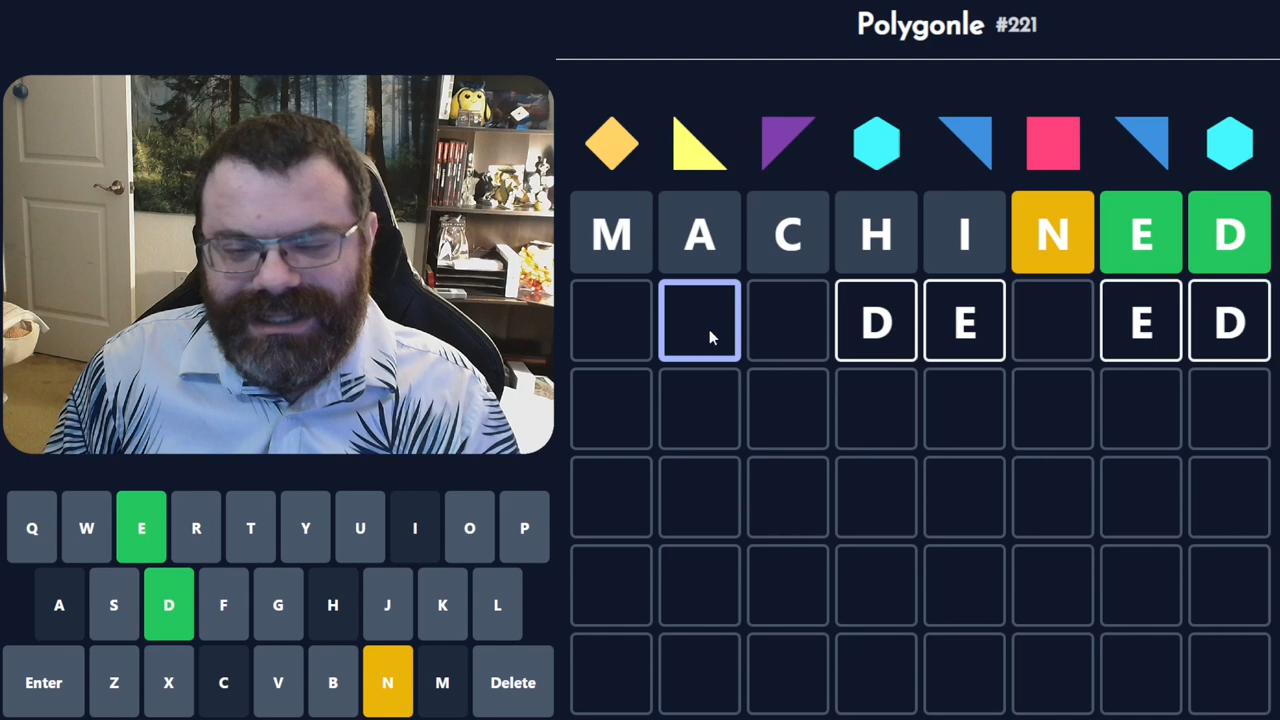 Polygonle #221
M A C H I N E D
D E E D
Q W E R T Y U I O P
A S D F G H J K L
Enter Z X C V B N M Delete